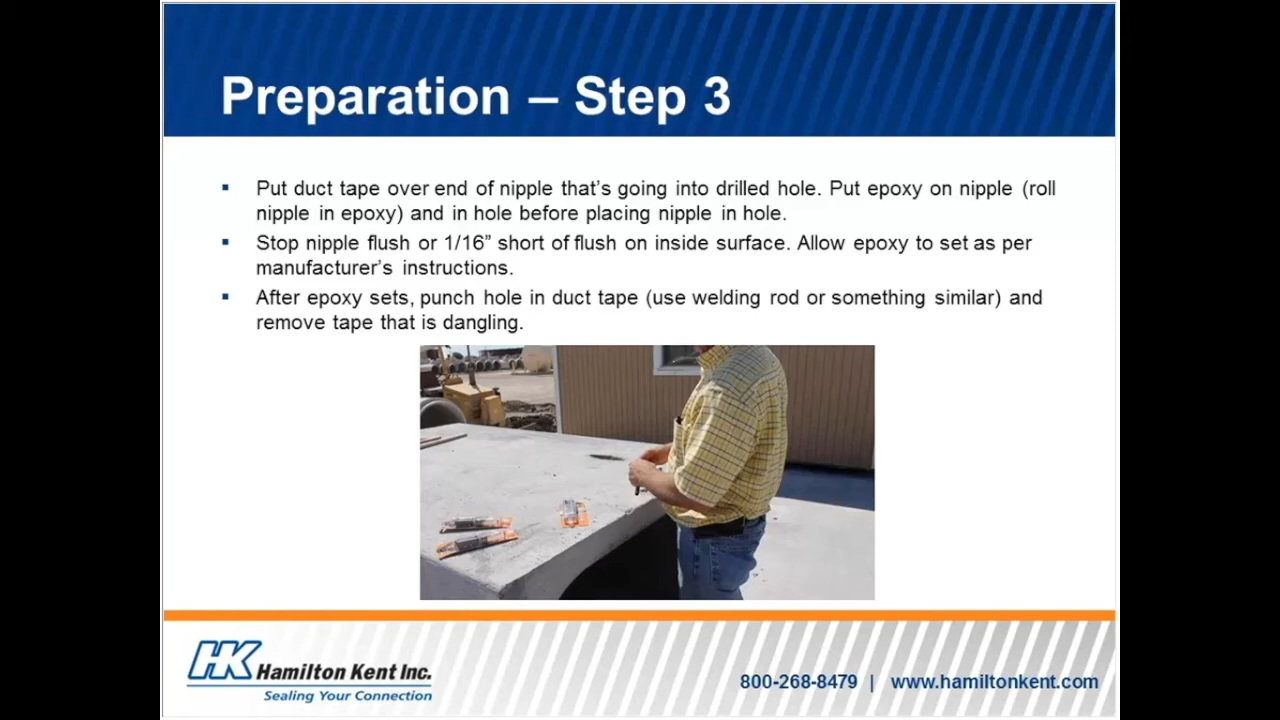 Preparation – Step 3
▪ Put duct tape over end of nipple that’s going into drilled hole. Put epoxy on nipple (roll
nipple in epoxy) and in hole before placing nipple in hole.
▪ Stop nipple flush or 1/16” short of flush on inside surface. Allow epoxy to set as per
manufacturer’s instructions.
▪ After epoxy sets, punch hole in duct tape (use welding rod or something similar) and
remove tape that is dangling.
HK Hamilton Kent Inc.
Sealing Your Connection
800-268-8479 | www.hamiltonkent.com